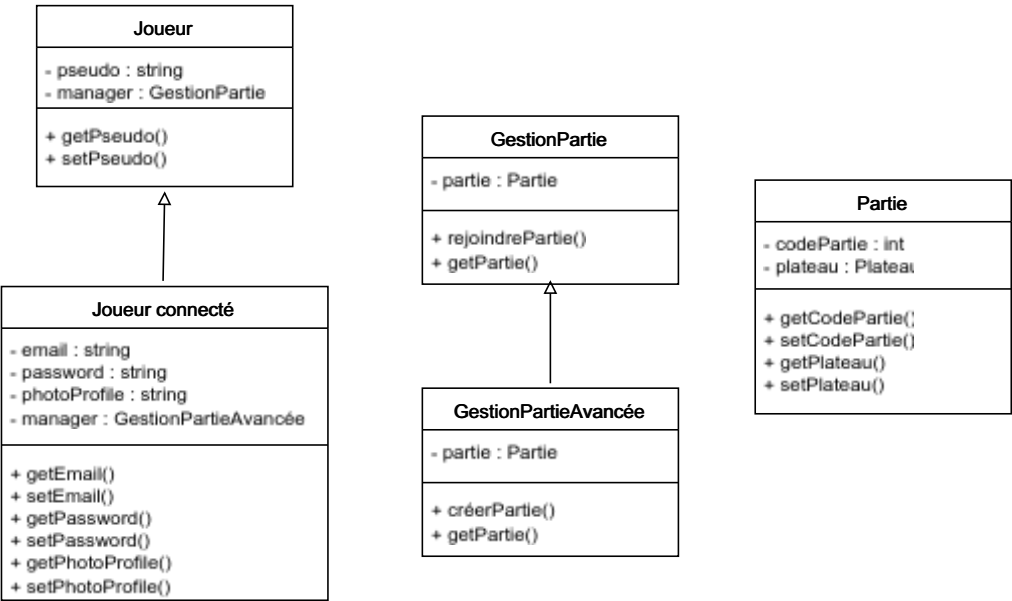 Joueur
- pseudo : string
- manager : GestionPartie
+ getPseudo()
+ setPseudo()
Joueur connecté
- email : string
- password : string
- photoProfile : string
- manager : GestionPartieAvancée
+ getEmail()
+ setEmail()
+ getPassword()
+ setPassword()
+ getPhotoProfile()
+ setPhotoProfile()
GestionPartie
- partie : Partie
+ rejoindrePartie()
+ getPartie()
GestionPartieAvancée
- partie : Partie
+ créerPartie()
+ getPartie()
Partie
- codePartie : int
- plateau : Plateau
+ getCodePartie()
+ setCodePartie()
+ getPlateau()
+ setPlateau()